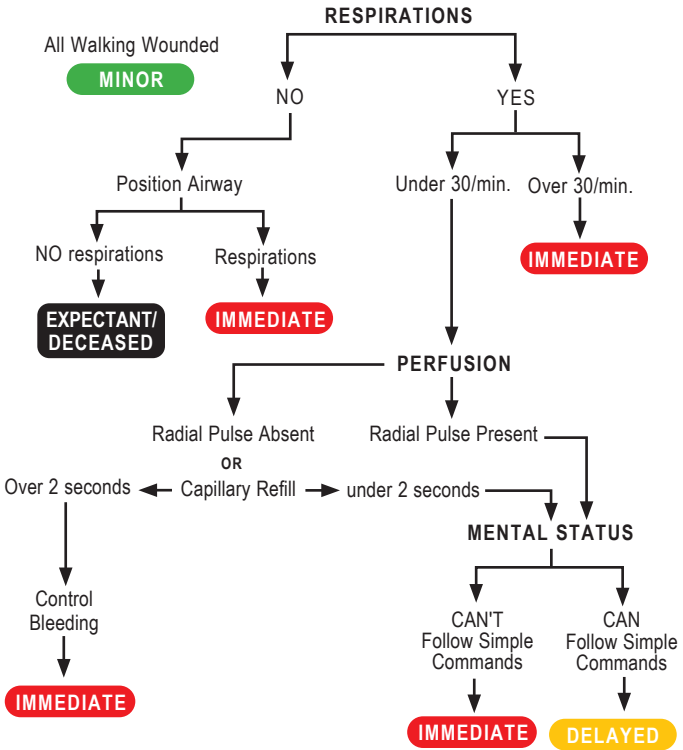 RESPIRATIONS
All Walking Wounded
MINOR
NO
YES
Position Airway
Under 30/min.
Over 30/min.
NO respirations
Respirations
IMMEDIATE
EXPECTANT/
DECEASED
IMMEDIATE
PERFUSION
Radial Pulse Absent
Radial Pulse Present
OR
Over 2 seconds
Capillary Refill
under 2 seconds
MENTAL STATUS
Control
Bleeding
CAN'T
Follow Simple
Commands
CAN
Follow Simple
Commands
IMMEDIATE
IMMEDIATE
DELAYED